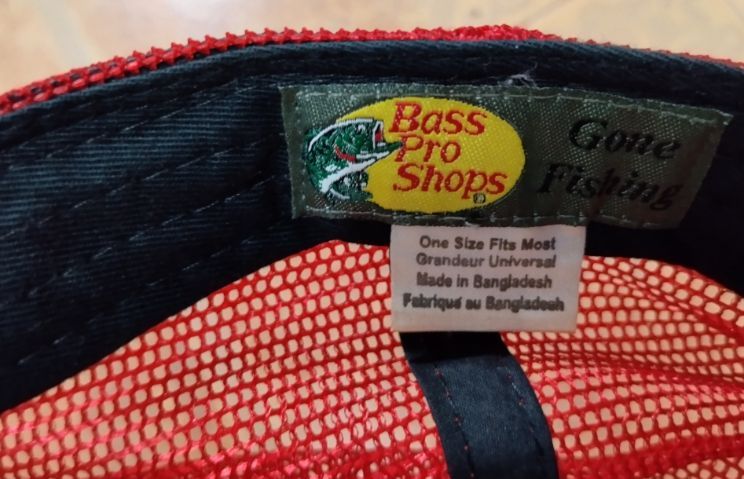 Bass
Pro
Shops
Gone
Fishing
One Size Fits Most
Grandeur Universal
Made in Bangladesh
Fabriqué au Bangladesh